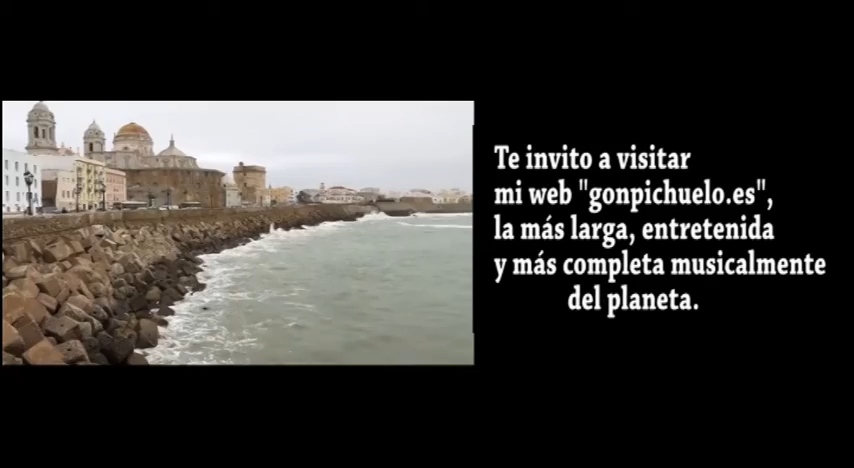 Te invito a visitar
mi web "gonpichuelo.es",
la más larga, entretenida
y más completa musicalmente
del planeta.